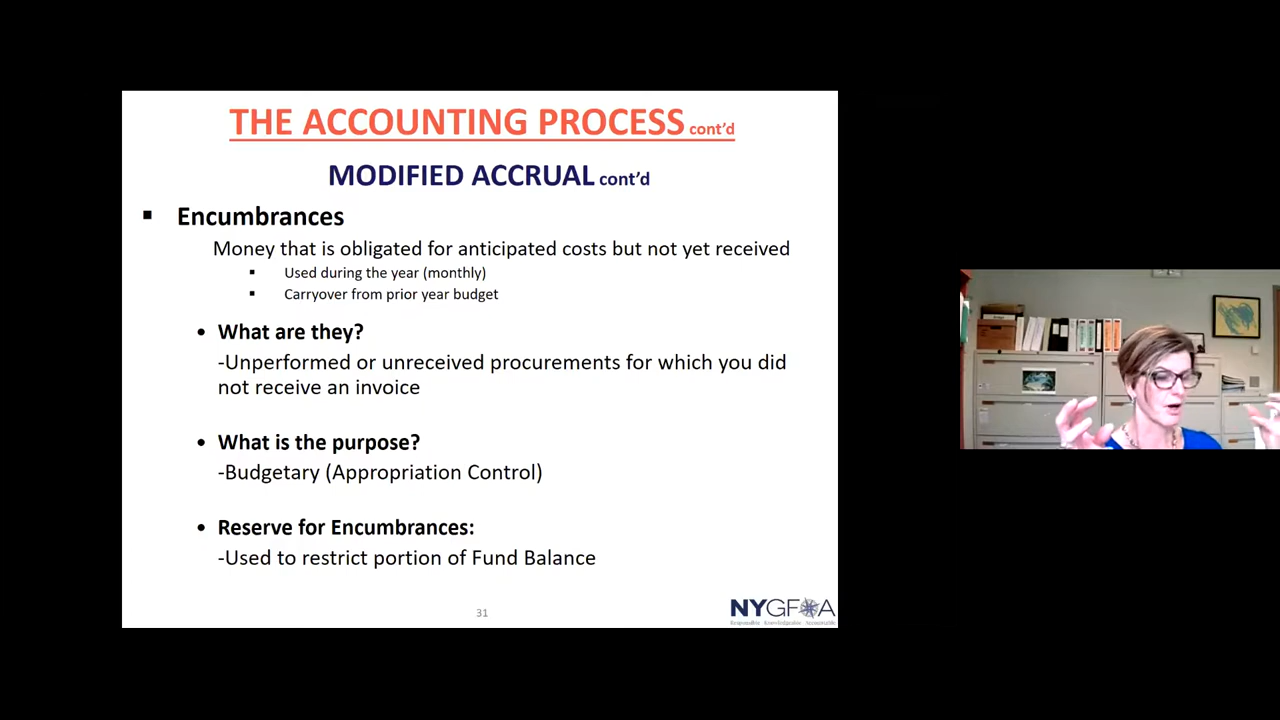 THE ACCOUNTING PROCESS cont'd
MODIFIED ACCRUAL cont'd
▪ Encumbrances
Money that is obligated for anticipated costs but not yet received
▪ Used during the year (monthly)
▪ Carryover from prior year budget
• What are they?
-Unperformed or unreceived procurements for which you did
not receive an invoice
• What is the purpose?
-Budgetary (Appropriation Control)
• Reserve for Encumbrances:
-Used to restrict portion of Fund Balance
31
NYGFOA
Responsible Knowledgeable Accountable